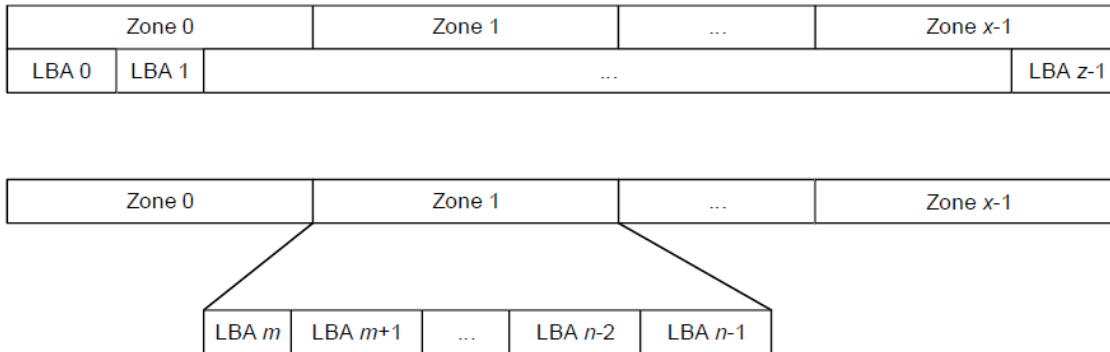 Zone 0 Zone 1 ... Zone x-1
LBA 0 LBA 1 ... LBA z-1
Zone 0 Zone 1 ... Zone x-1
LBA m LBA m+1 ... LBA n-2 LBA n-1